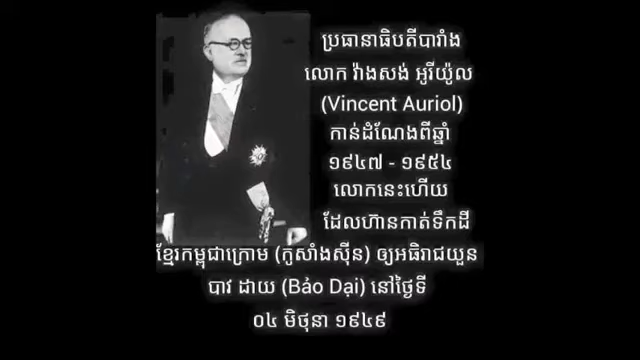 ប្រធានាធិបតីបារាំង
លោក វ៉ាងសង់ អូរីយ៉ូល
(Vincent Auriol)
កាន់ដំណែងពីឆ្នាំ
១៩៤៧ - ១៩៥៤
លោកនេះហើយ
ដែលហ៊ានកាត់ទឹកដី
ខ្មែរកម្ពុជាក្រោម (កូសាំងស៊ីន) ឲ្យអធិរាជយួន
បាវ ដាយ (Bảo Dại) នៅថ្ងៃទី
០៤ មិថុនា ១៩៤៩